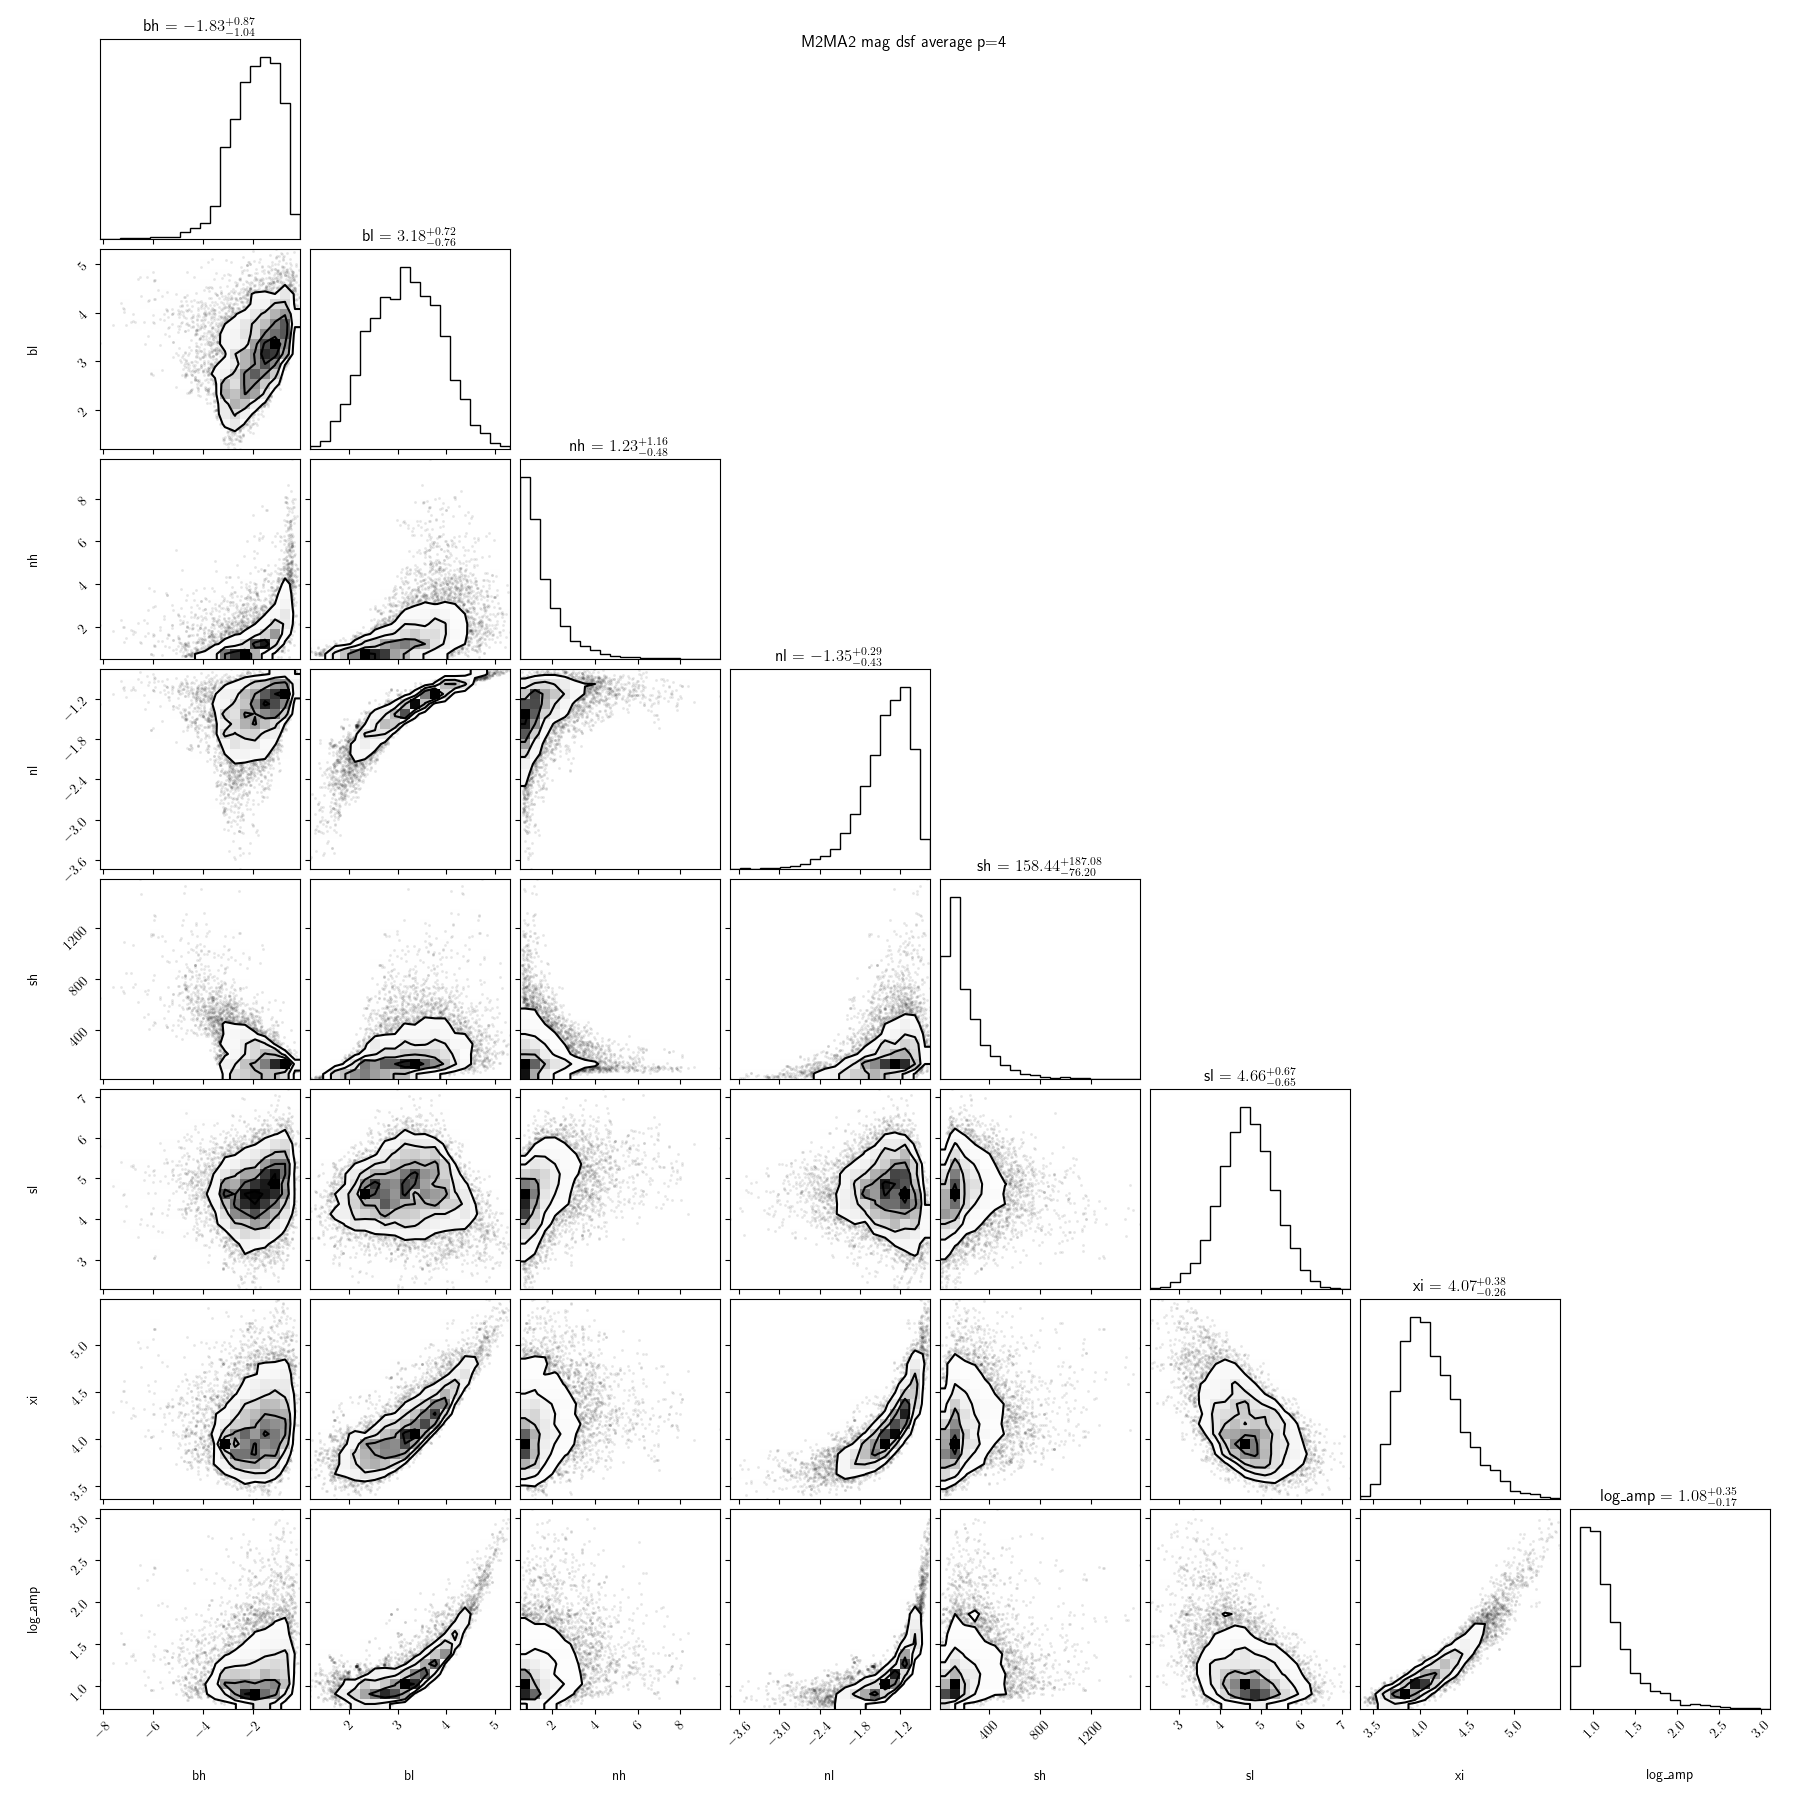 M2MA2 mag dsf average p=4
bh = −1.83+0.87 −1.04
bl = 3.18+0.72 −0.76
nh = 1.23+1.16 −0.48
nl = −1.35+0.29 −0.43
sh = 158.44+187.08 −76.20
sl = 4.66+0.67 −0.65
xi = 4.07+0.38 −0.26
log_amp = 1.08+0.35 −0.17
bl
5
4
3
2
nh
8
6
4
2
nl
−1.2
−1.8
−2.4
−3.0
−3.6
sh
1200
800
400
sl
7
6
5
4
3
xi
5.0
4.5
4.0
3.5
log_amp
3.0
2.5
2.0
1.5
1.0
−8 −6 −4 −2
2 3 4 5
2 4 6 8
−3.6 −3.0 −2.4 −1.8 −1.2
400 800 1200
3 4 5 6 7
3.5 4.0 4.5 5.0
1.0 1.5 2.0 2.5 3.0
bh bl nh nl sh sl xi log_amp